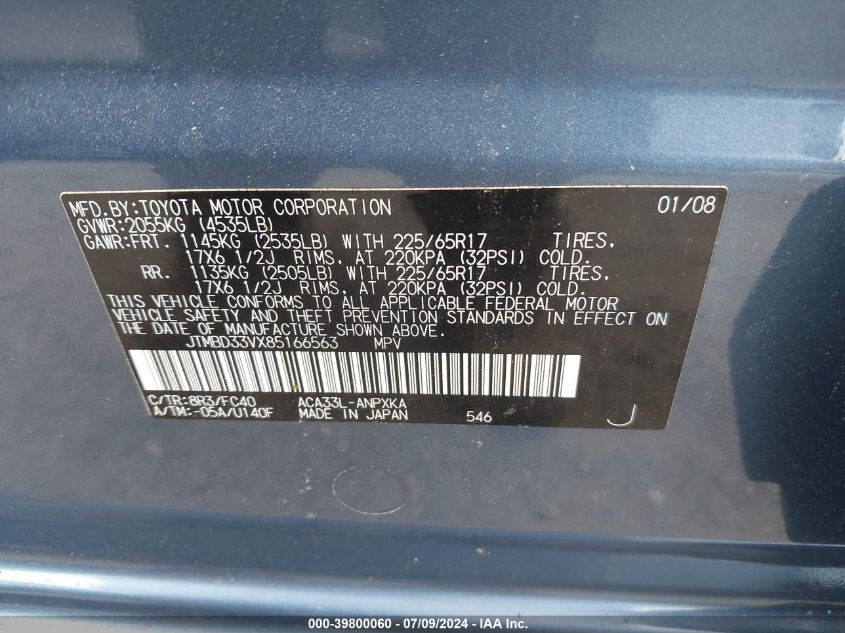 MFD.BY:TOYOTA MOTOR CORPORATION 01/08
GVWR:2055KG (4535LB)
GAWR:FRT. 1145KG (2535LB) WITH 225/65R17 TIRES,
17X6 1/2J RIMS, AT 220KPA (32PSI) COLD.
RR. 1135KG (2505LB) WITH 225/65R17 TIRES,
17X6 1/2J RIMS, AT 220KPA (32PSI) COLD.
THIS VEHICLE CONFORMS TO ALL APPLICABLE FEDERAL MOTOR
VEHICLE SAFETY AND THEFT PREVENTION STANDARDS IN EFFECT ON
THE DATE OF MANUFACTURE SHOWN ABOVE.
JTMBD33VX85166563 MPV
C/TR:8R3/FC40 ACA33L-ANPXKA
A/TM:-05A/U140F MADE IN JAPAN 546 J
000-39800060 - 07/09/2024 - IAA Inc.